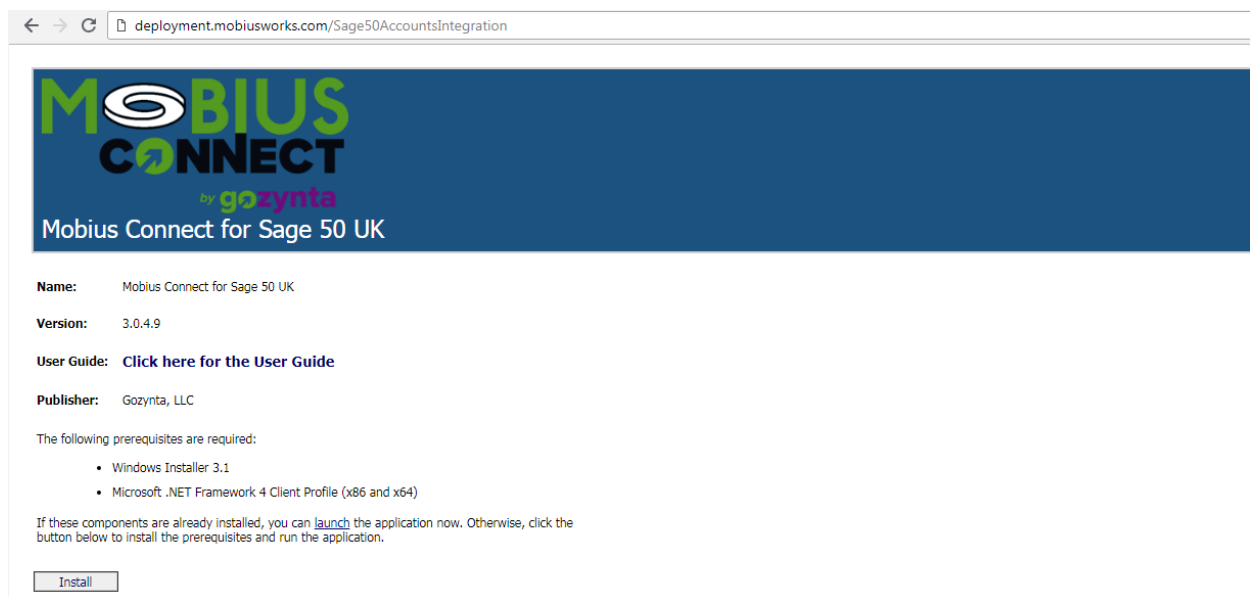 deployment.mobiusworks.com/Sage50AccountsIntegration
MOBIUS
CONNECT
by gozynta
Mobius Connect for Sage 50 UK
Name: Mobius Connect for Sage 50 UK
Version: 3.0.4.9
User Guide: Click here for the User Guide
Publisher: Gozynta, LLC
The following prerequisites are required:
• Windows Installer 3.1
• Microsoft .NET Framework 4 Client Profile (x86 and x64)
If these components are already installed, you can launch the application now. Otherwise, click the
button below to install the prerequisites and run the application.
Install